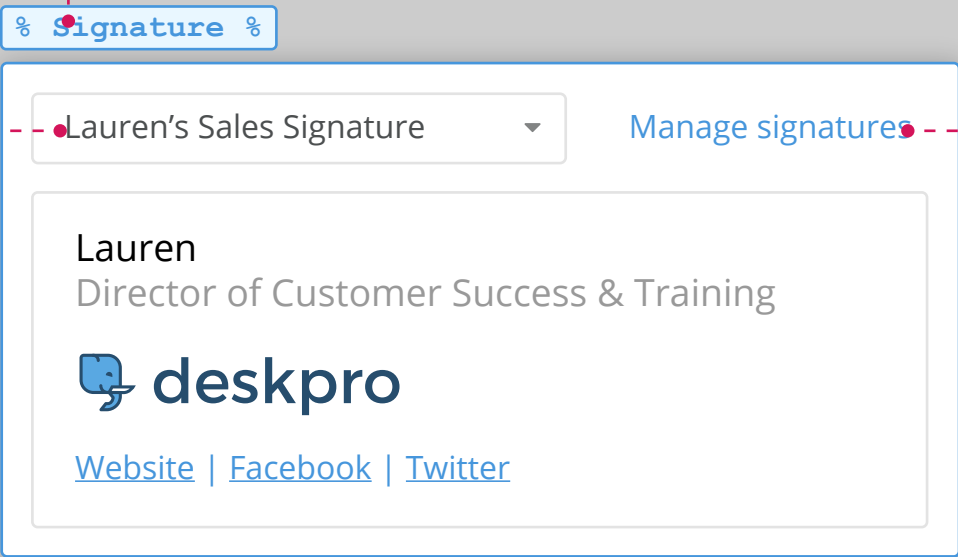 % Signature %
Lauren’s Sales Signature
Manage signatures
Lauren
Director of Customer Success & Training
deskpro
Website | Facebook | Twitter